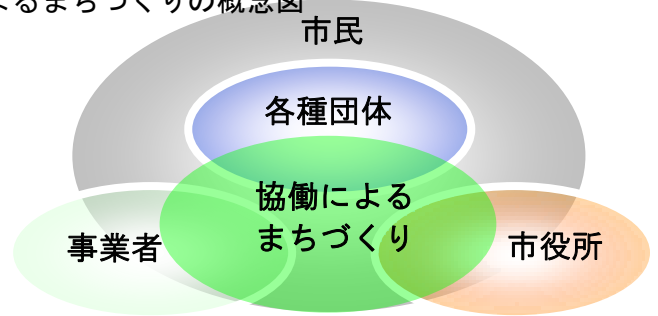 よるまちづくりの概念図
市民
各種団体
協働による
まちづくり
事業者
市役所